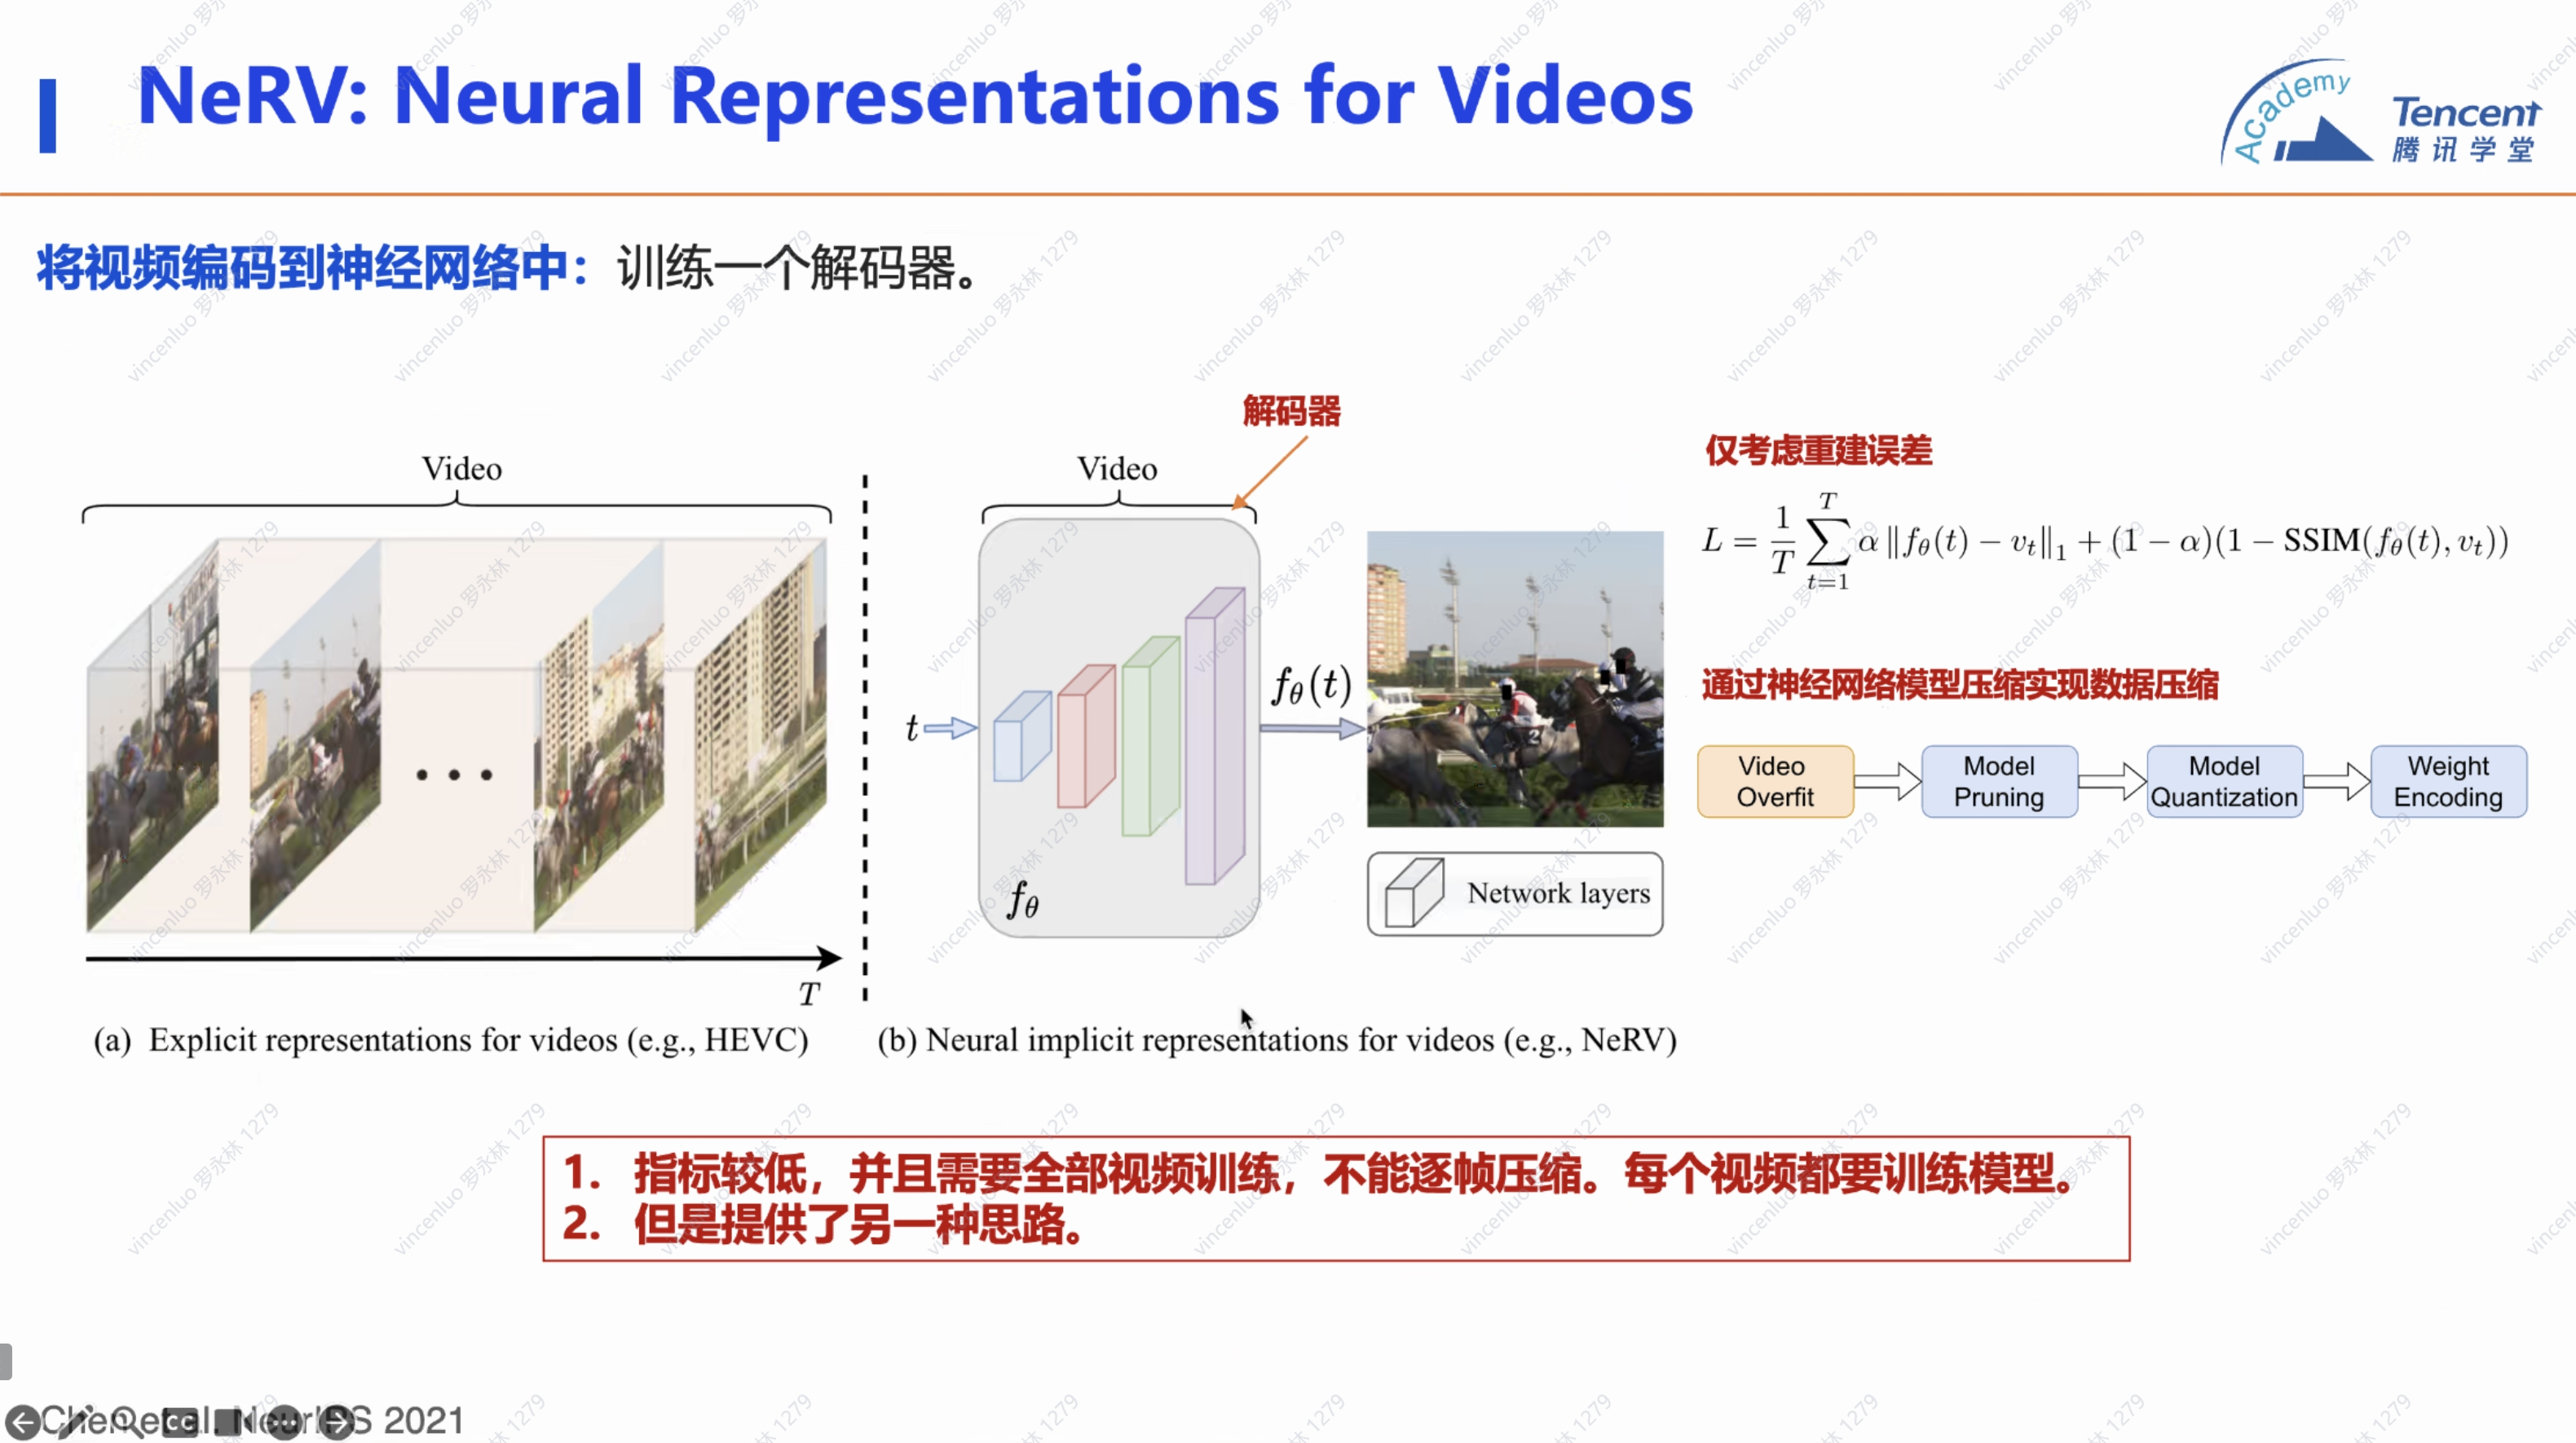 NeRV: Neural Representations for Videos
Academy
Tencent
腾讯学堂
将视频编码到神经网络中：训练一个解码器。
解码器
Video
Video
仅考虑重建误差
L = \frac{1}{T} \sum_{t=1}^{T} \alpha \| f_\theta(t) - v_t \|_1 + (1 - \alpha)(1 - SSIM(f_\theta(t), v_t))
通过神经网络模型压缩实现数据压缩
Video Overfit
Model Pruning
Model Quantization
Weight Encoding
t
f_θ(t)
f_θ
Network layers
2
T
(a) Explicit representations for videos (e.g., HEVC)
(b) Neural implicit representations for videos (e.g., NeRV)
1. 指标较低，并且需要全部视频训练，不能逐帧压缩。每个视频都要训练模型。
2. 但是提供了另一种思路。
Chen et al. NeurIPS 2021
CC
vincenluo 罗永林 1279